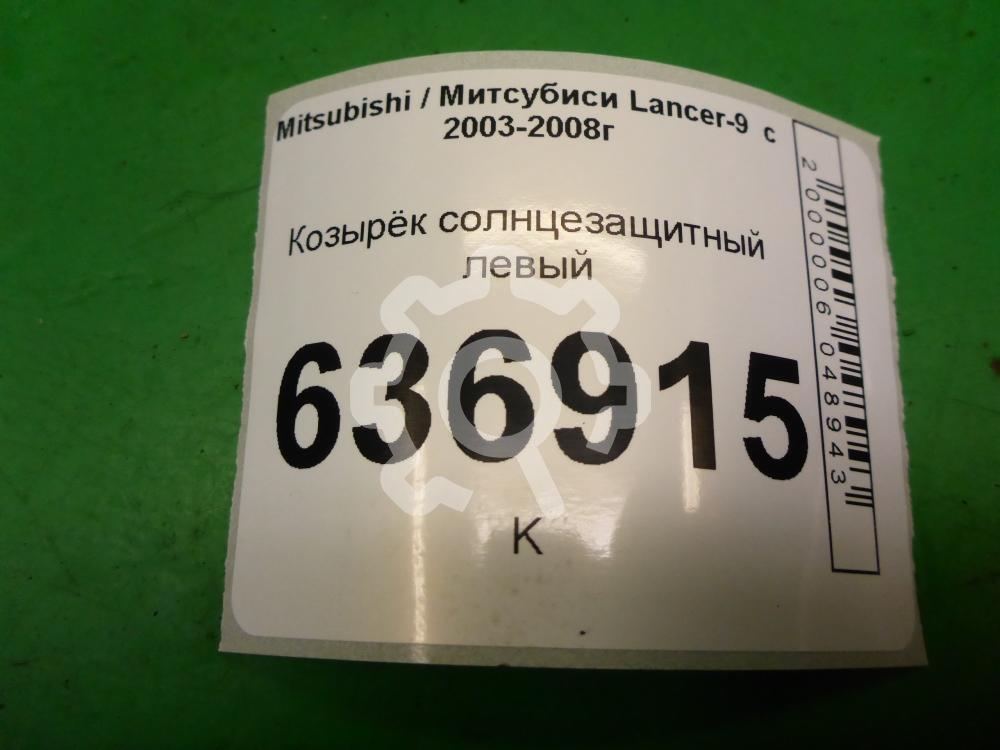 Mitsubishi / Митсубиси Lancer-9 с
2003-2008г
Козырёк солнцезащитный
левый
636915
К
2000006048943